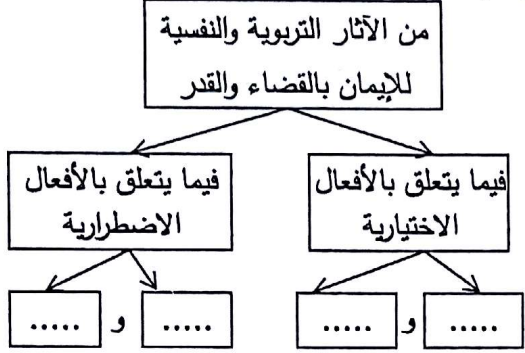 من الآثار التربوية والنفسية
للإيمان بالقضاء والقدر
فيما يتعلق بالأفعال
الاختيارية
فيما يتعلق بالأفعال
الاضطرارية
..... و .....
..... و .....